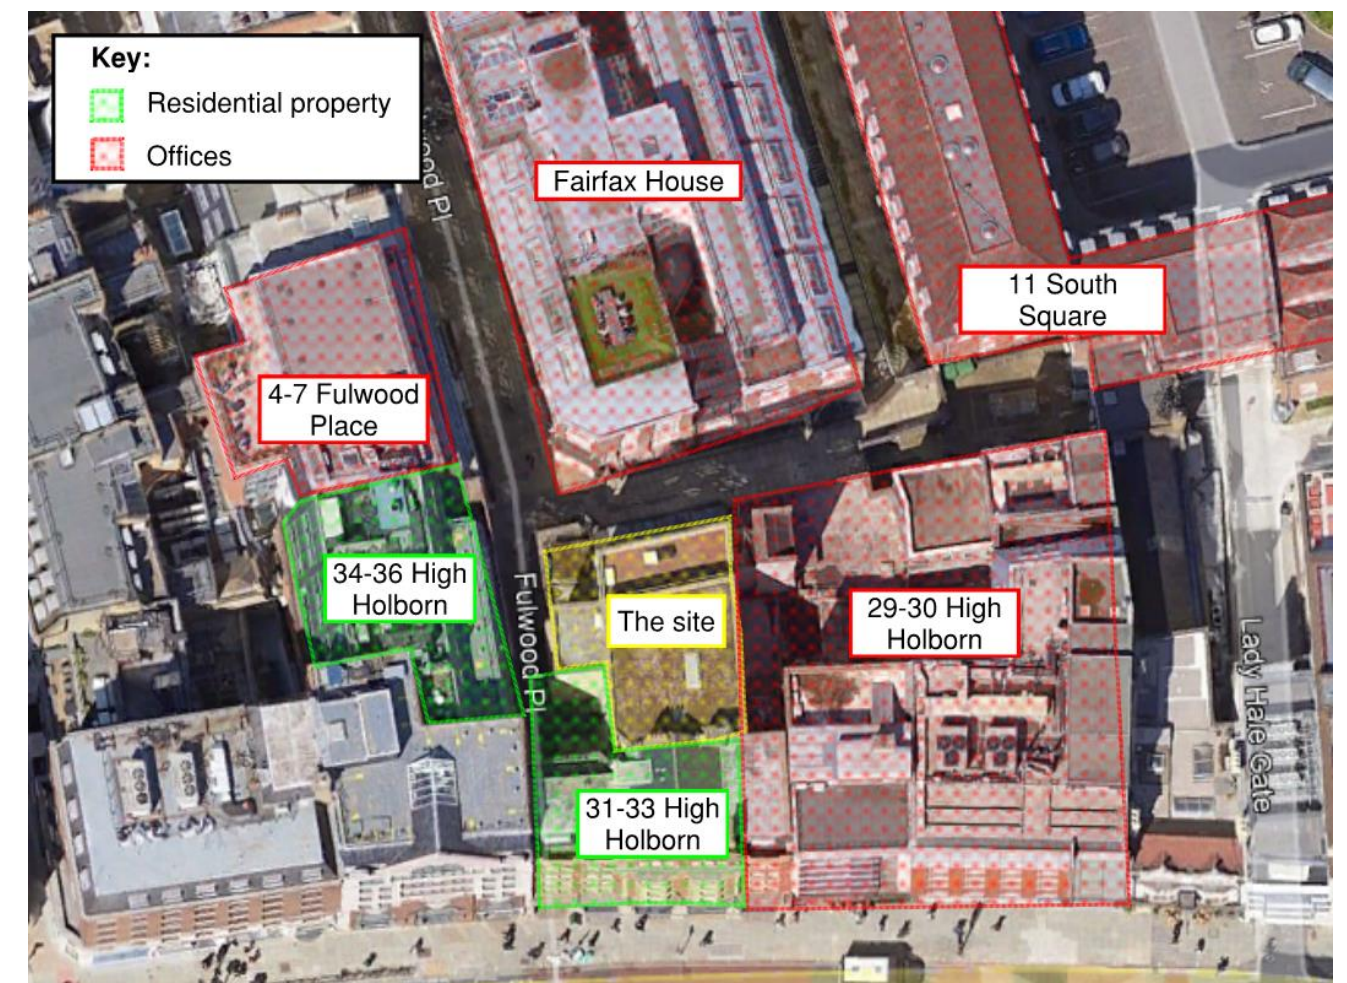 Key:
Residential property
Offices
Fairfax House
11 South
Square
4-7 Fulwood
Place
34-36 High
Holborn
The site
29-30 High
Holborn
Fulwood Pl
Lady Hale Gate
31-33 High
Holborn